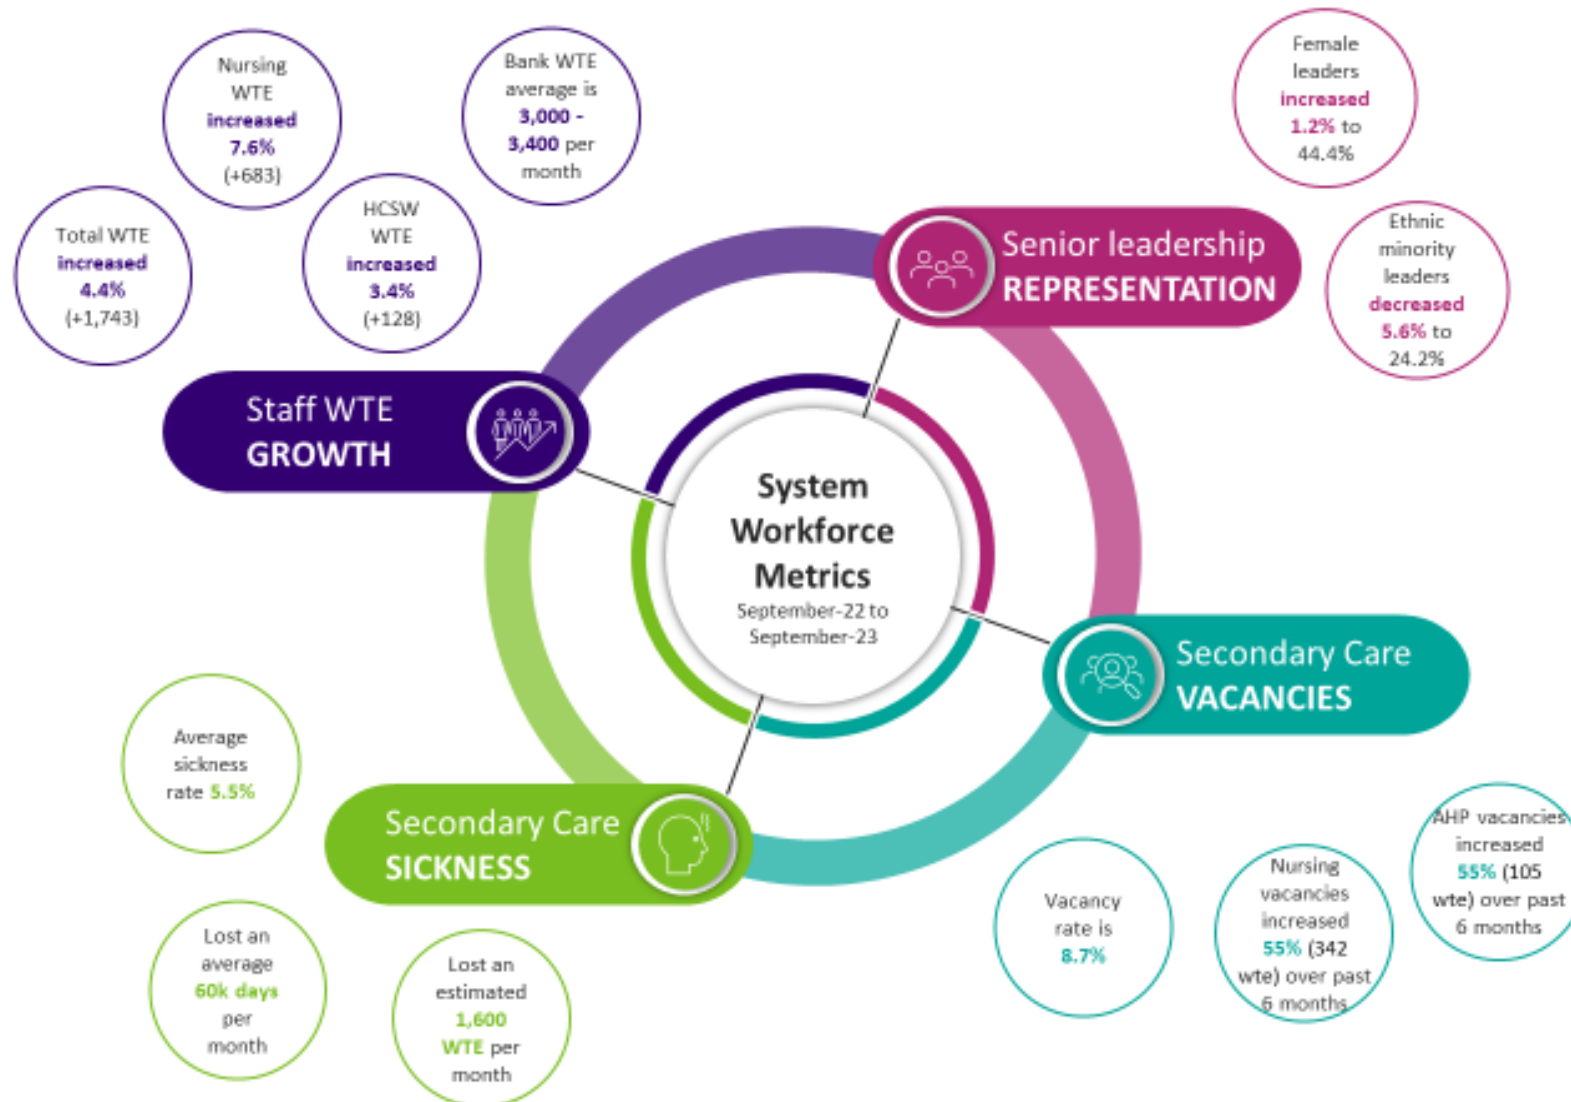 System
Workforce
Metrics
September-22 to
September-23
Staff WTE
GROWTH
Total WTE
increased
4.4%
(+1,743)
Nursing
WTE
increased
7.6%
(+683)
HCSW
WTE
increased
3.4%
(+128)
Bank WTE
average is
3,000 -
3,400 per
month
Senior leadership
REPRESENTATION
Female
leaders
increased
1.2% to
44.4%
Ethnic
minority
leaders
decreased
5.6% to
24.2%
Secondary Care
VACANCIES
Vacancy
rate is
8.7%
Nursing
vacancies
increased
55% (342
wte) over past
6 months
AHP vacancies
increased
55% (105
wte) over past
6 months
Secondary Care
SICKNESS
Average
sickness
rate 5.5%
Lost an
average
60k days
per
month
Lost an
estimated
1,600
WTE per
month